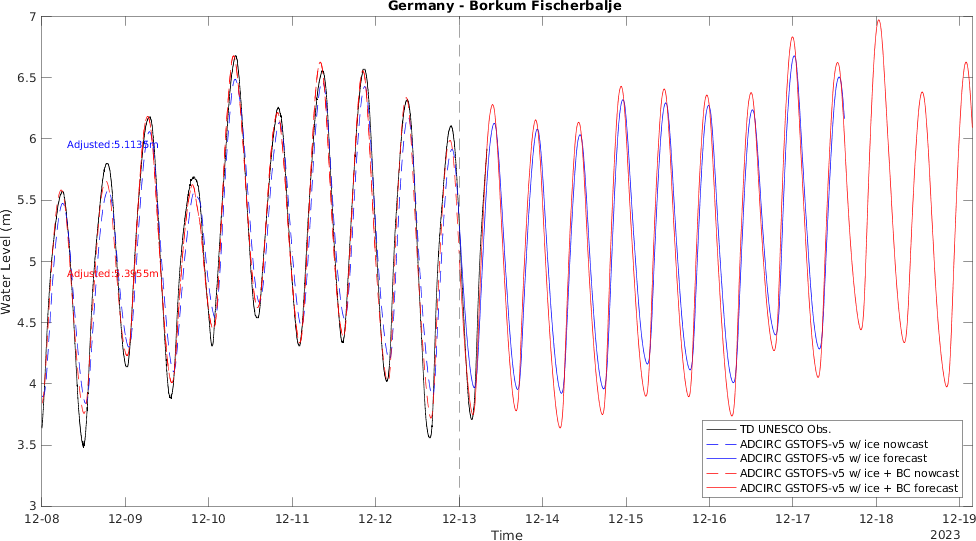 Germany - Borkum Fischerbalje
7
6.5
6
5.5
5
4.5
4
3.5
3
Water Level (m)
Adjusted:5.1135m
Adjusted:5.3955m
TD UNESCO Obs.
ADCIRC GSTOFS-v5 w/ ice nowcast
ADCIRC GSTOFS-v5 w/ ice forecast
ADCIRC GSTOFS-v5 w/ ice + BC nowcast
ADCIRC GSTOFS-v5 w/ ice + BC forecast
12-08 12-09 12-10 12-11 12-12 12-13 12-14 12-15 12-16 12-17 12-18 12-19
Time
2023